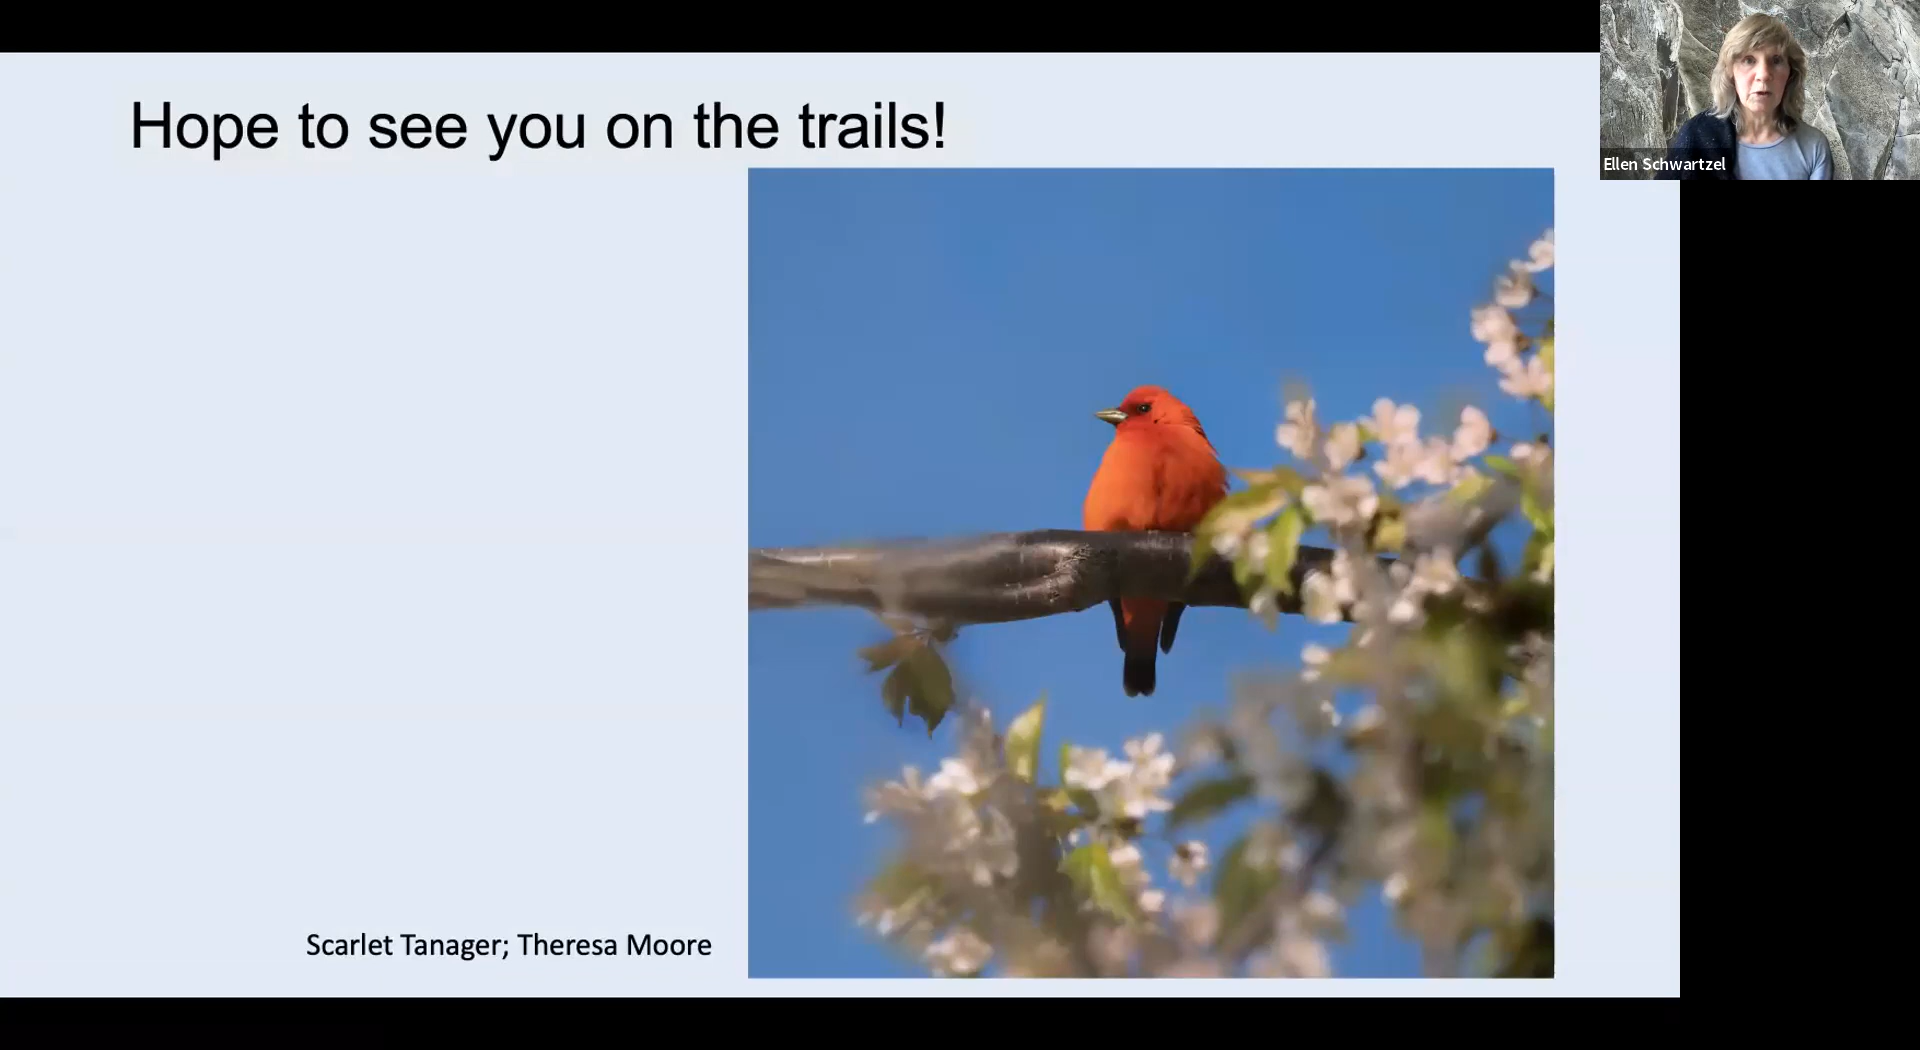 Hope to see you on the trails!
Ellen Schwartzel
Scarlet Tanager; Theresa Moore